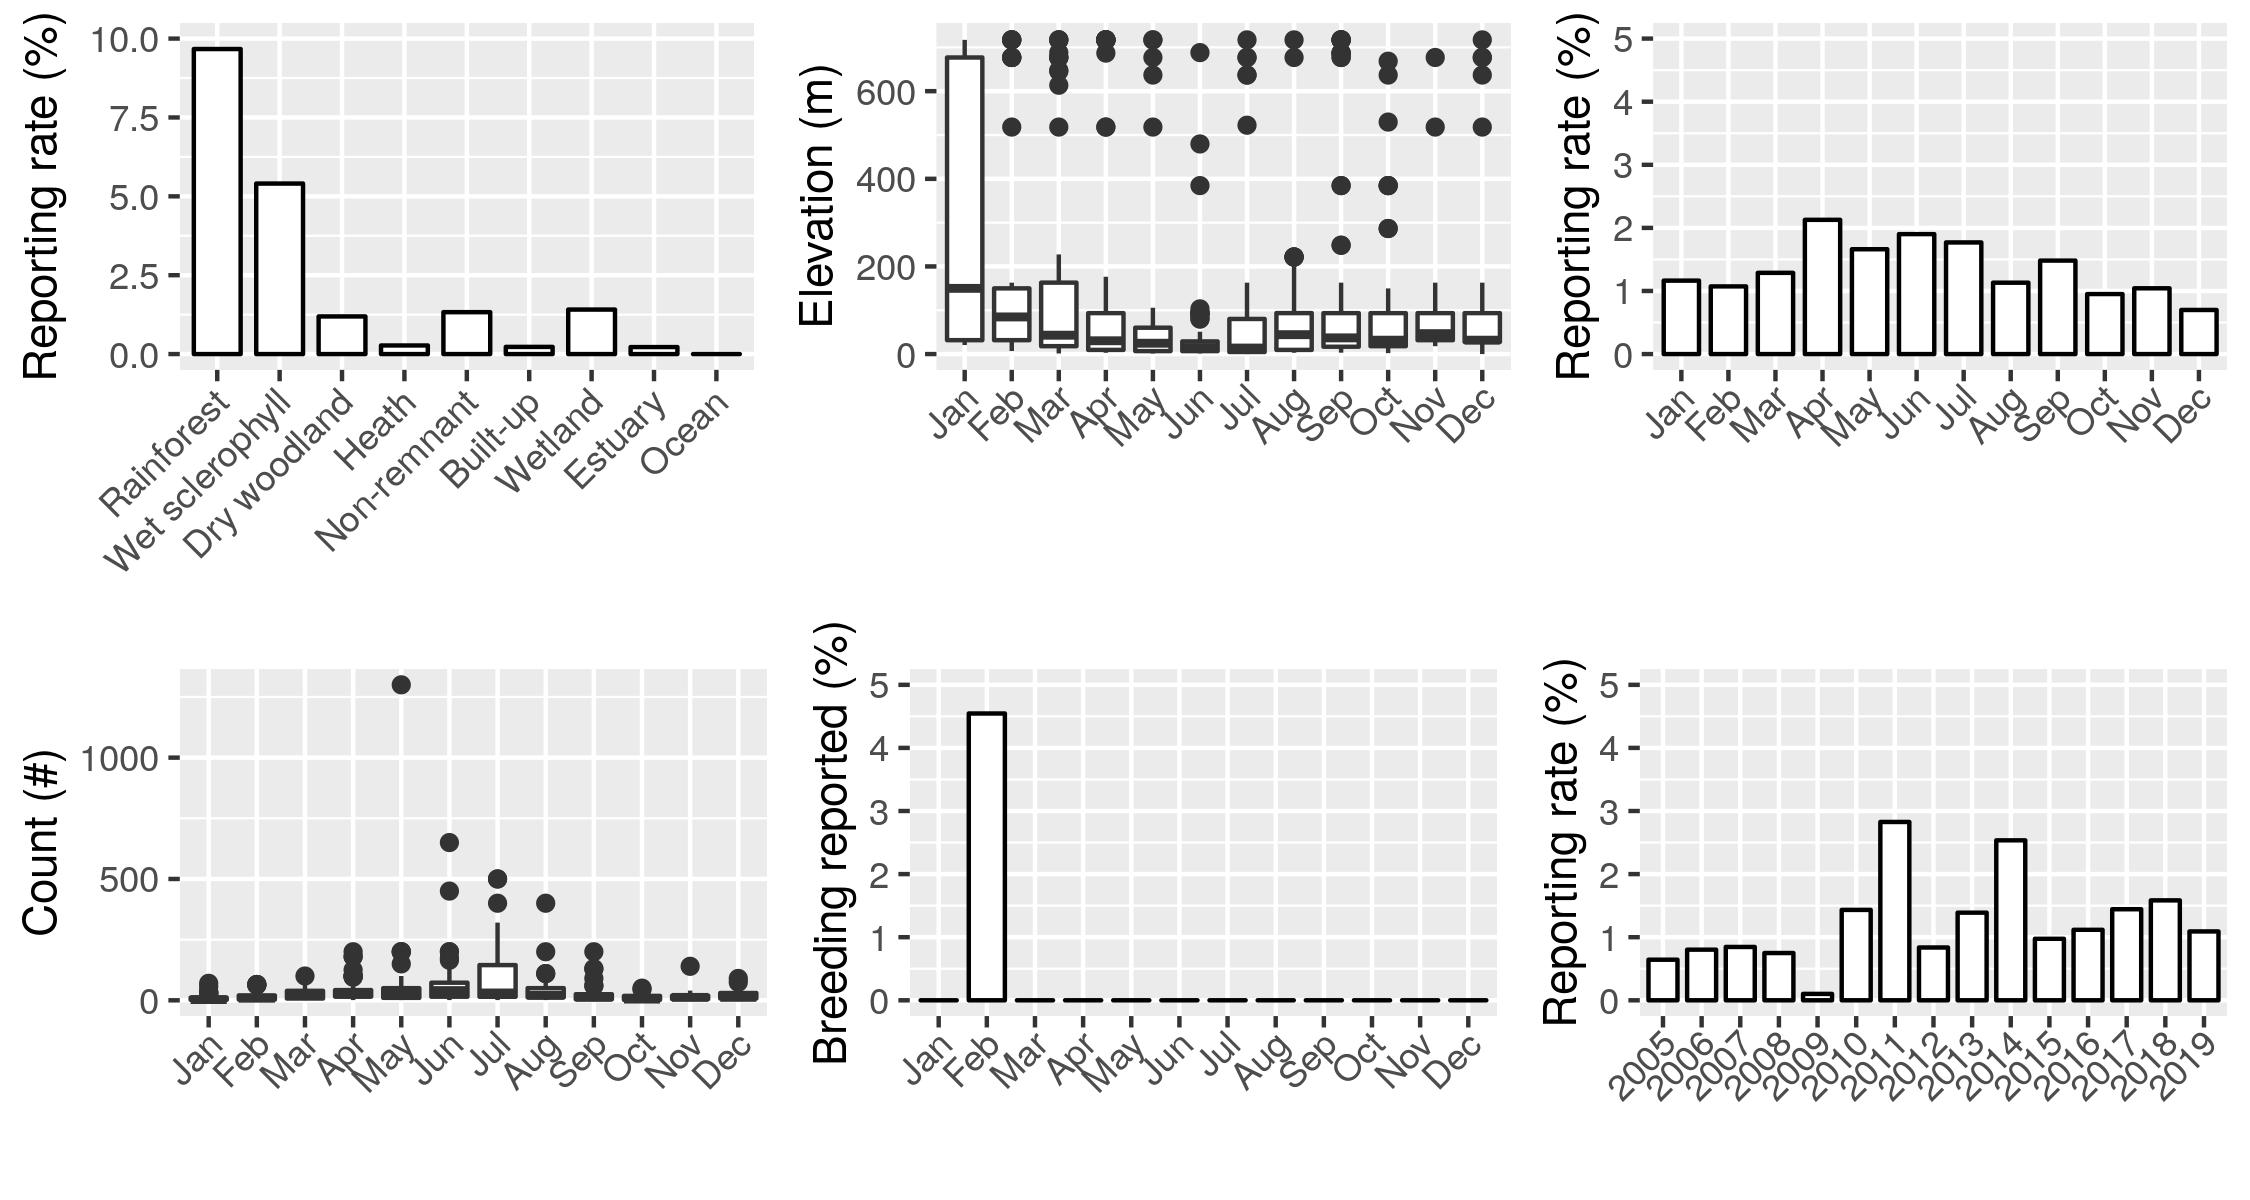 Reporting rate (%)
10.0
7.5
5.0
2.5
0.0
Rainforest
Wet sclerophyll
Dry woodland
Heath
Non-remnant
Built-up
Wetland
Estuary
Ocean
Elevation (m)
600
400
200
0
Jan
Feb
Mar
Apr
May
Jun
Jul
Aug
Sep
Oct
Nov
Dec
Reporting rate (%)
5
4
3
2
1
0
Jan
Feb
Mar
Apr
May
Jun
Jul
Aug
Sep
Oct
Nov
Dec
Count (#)
1000
500
0
Jan
Feb
Mar
Apr
May
Jun
Jul
Aug
Sep
Oct
Nov
Dec
Breeding reported (%)
5
4
3
2
1
0
Jan
Feb
Mar
Apr
May
Jun
Jul
Aug
Sep
Oct
Nov
Dec
Reporting rate (%)
5
4
3
2
1
0
2005
2006
2007
2008
2009
2010
2011
2012
2013
2014
2015
2016
2017
2018
2019